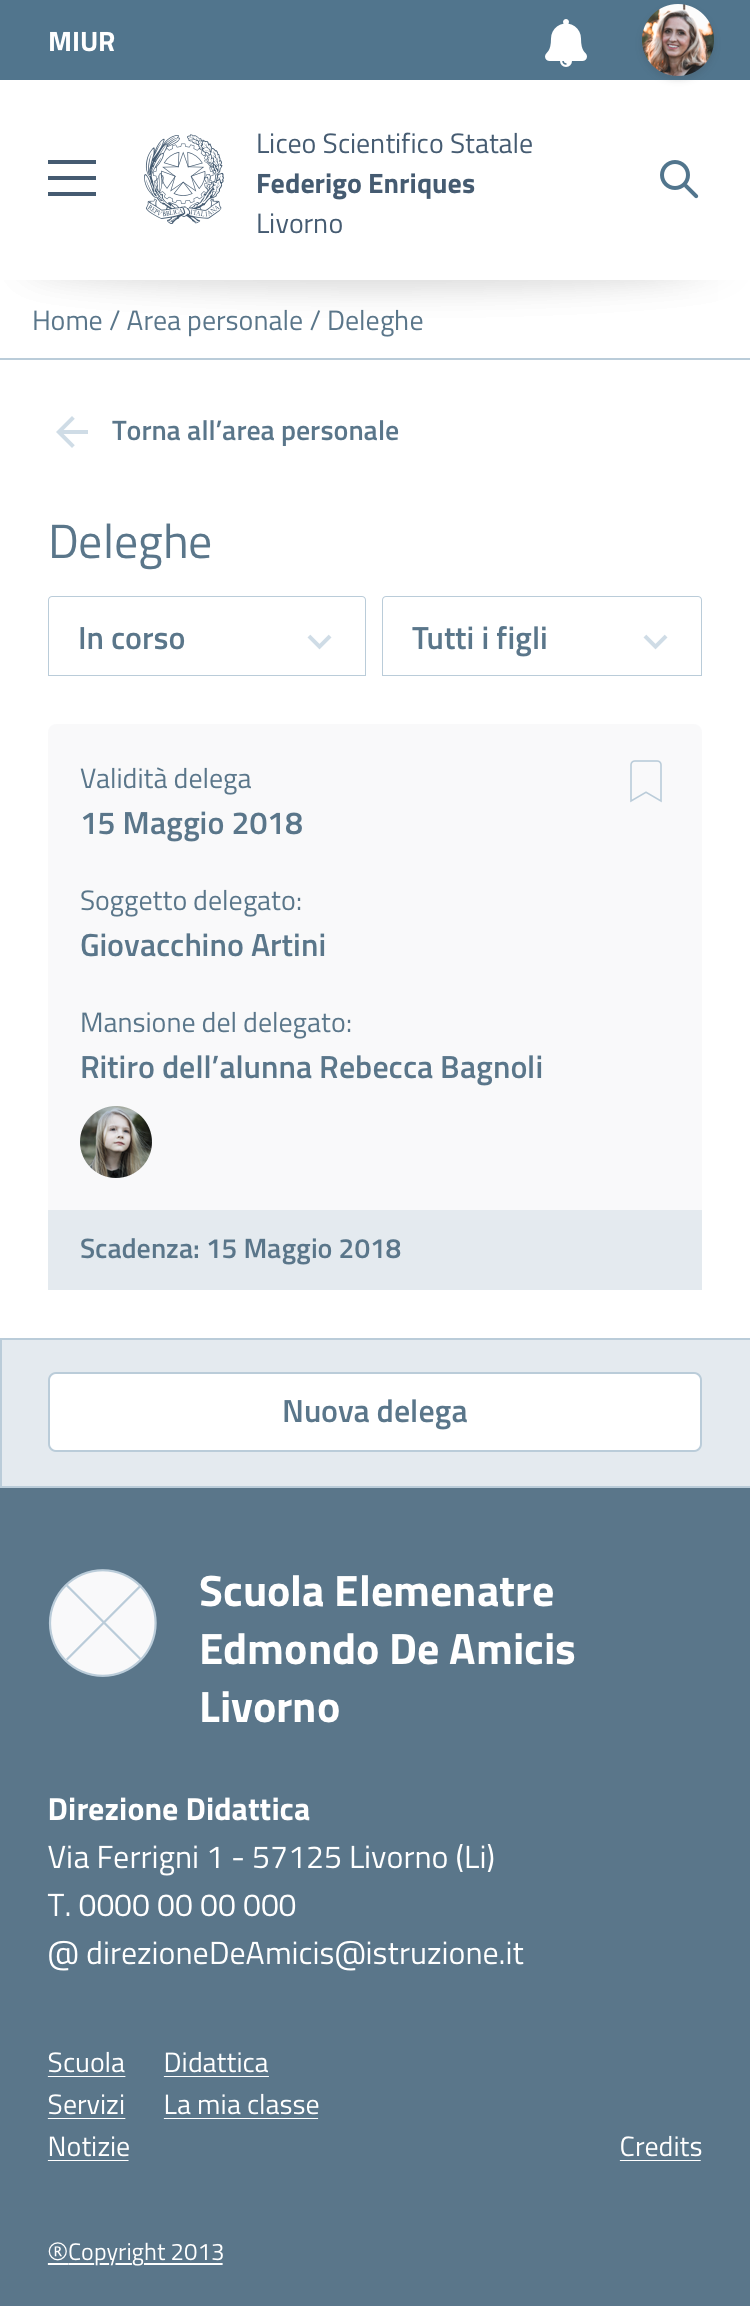 MIUR
Liceo Scientifico Statale
Federigo Enriques
Livorno
REPVBBLICA ITALIANA
Home / Area personale / Deleghe
Torna all’area personale
Deleghe
In corso
Tutti i figli
Validità delega
15 Maggio 2018
Soggetto delegato:
Giovacchino Artini
Mansione del delegato:
Ritiro dell’alunna Rebecca Bagnoli
Scadenza: 15 Maggio 2018
Nuova delega
Scuola Elemenatre
Edmondo De Amicis
Livorno
Direzione Didattica
Via Ferrigni 1 - 57125 Livorno (Li)
T. 0000 00 00 000
@ direzioneDeAmicis@istruzione.it
Scuola Didattica
Servizi La mia classe
Notizie Credits
®Copyright 2013